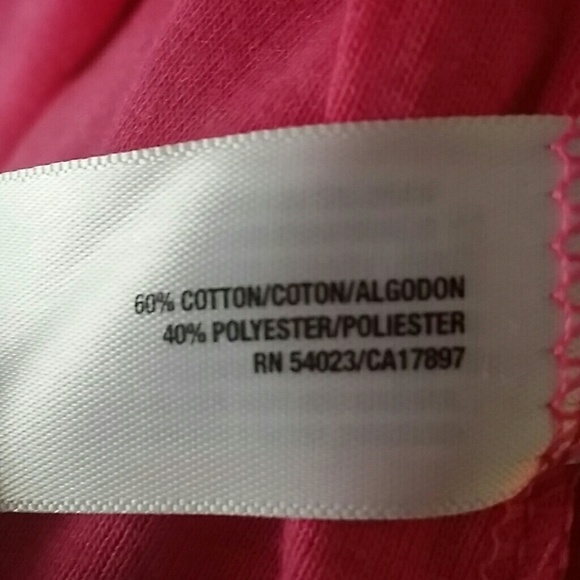 60% COTTON/COTON/ALGODON
40% POLYESTER/POLIESTER
RN 54023/CA17897